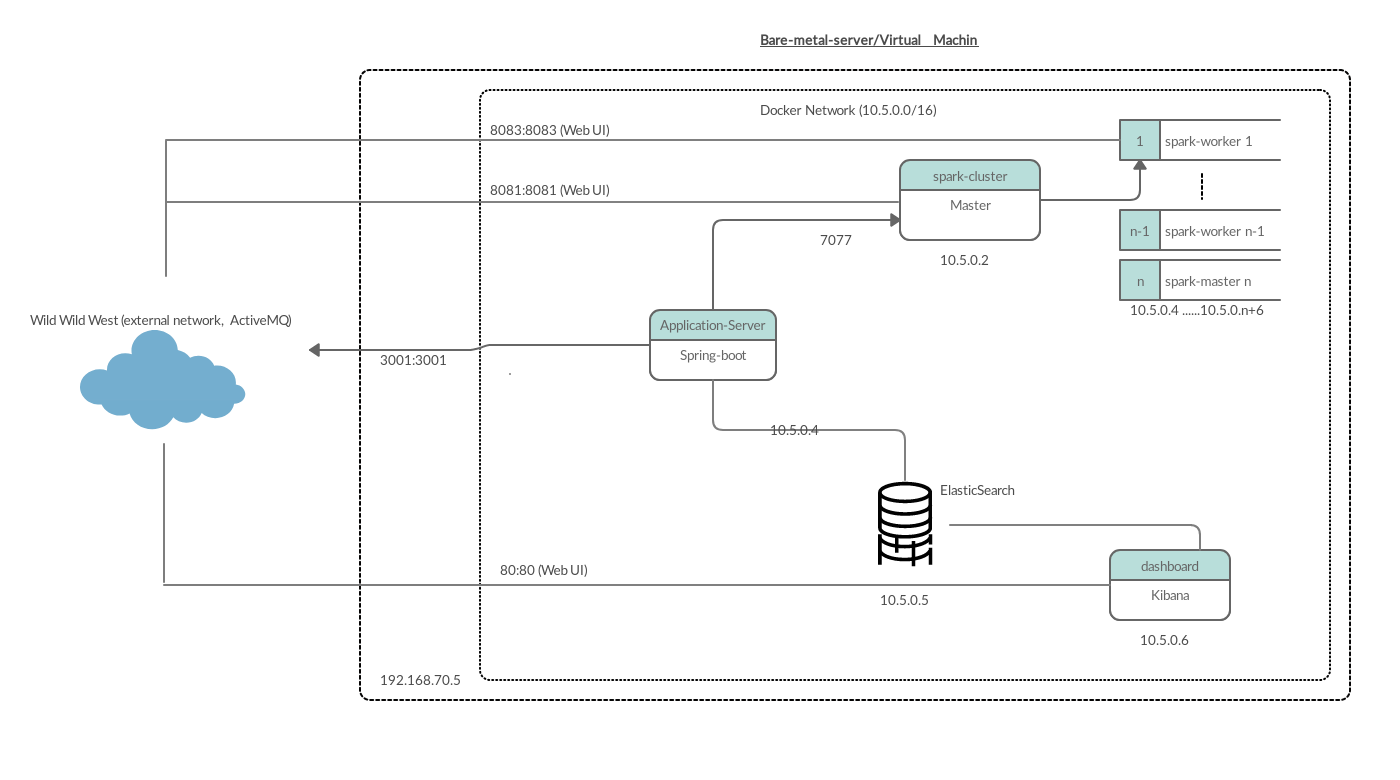 Bare-metal-server/Virtual Machin
Docker Network (10.5.0.0/16)
8083:8083 (Web UI)
1
spark-worker 1
8081:8081 (Web UI)
spark-cluster
Master
7077
10.5.0.2
n-1
spark-worker n-1
n
spark-master n
10.5.0.4 ......10.5.0.n+6
Wild Wild West (external network, ActiveMQ)
3001:3001
Application-Server
Spring-boot
.
10.5.0.4
ElasticSearch
10.5.0.5
80:80 (Web UI)
dashboard
Kibana
10.5.0.6
192.168.70.5